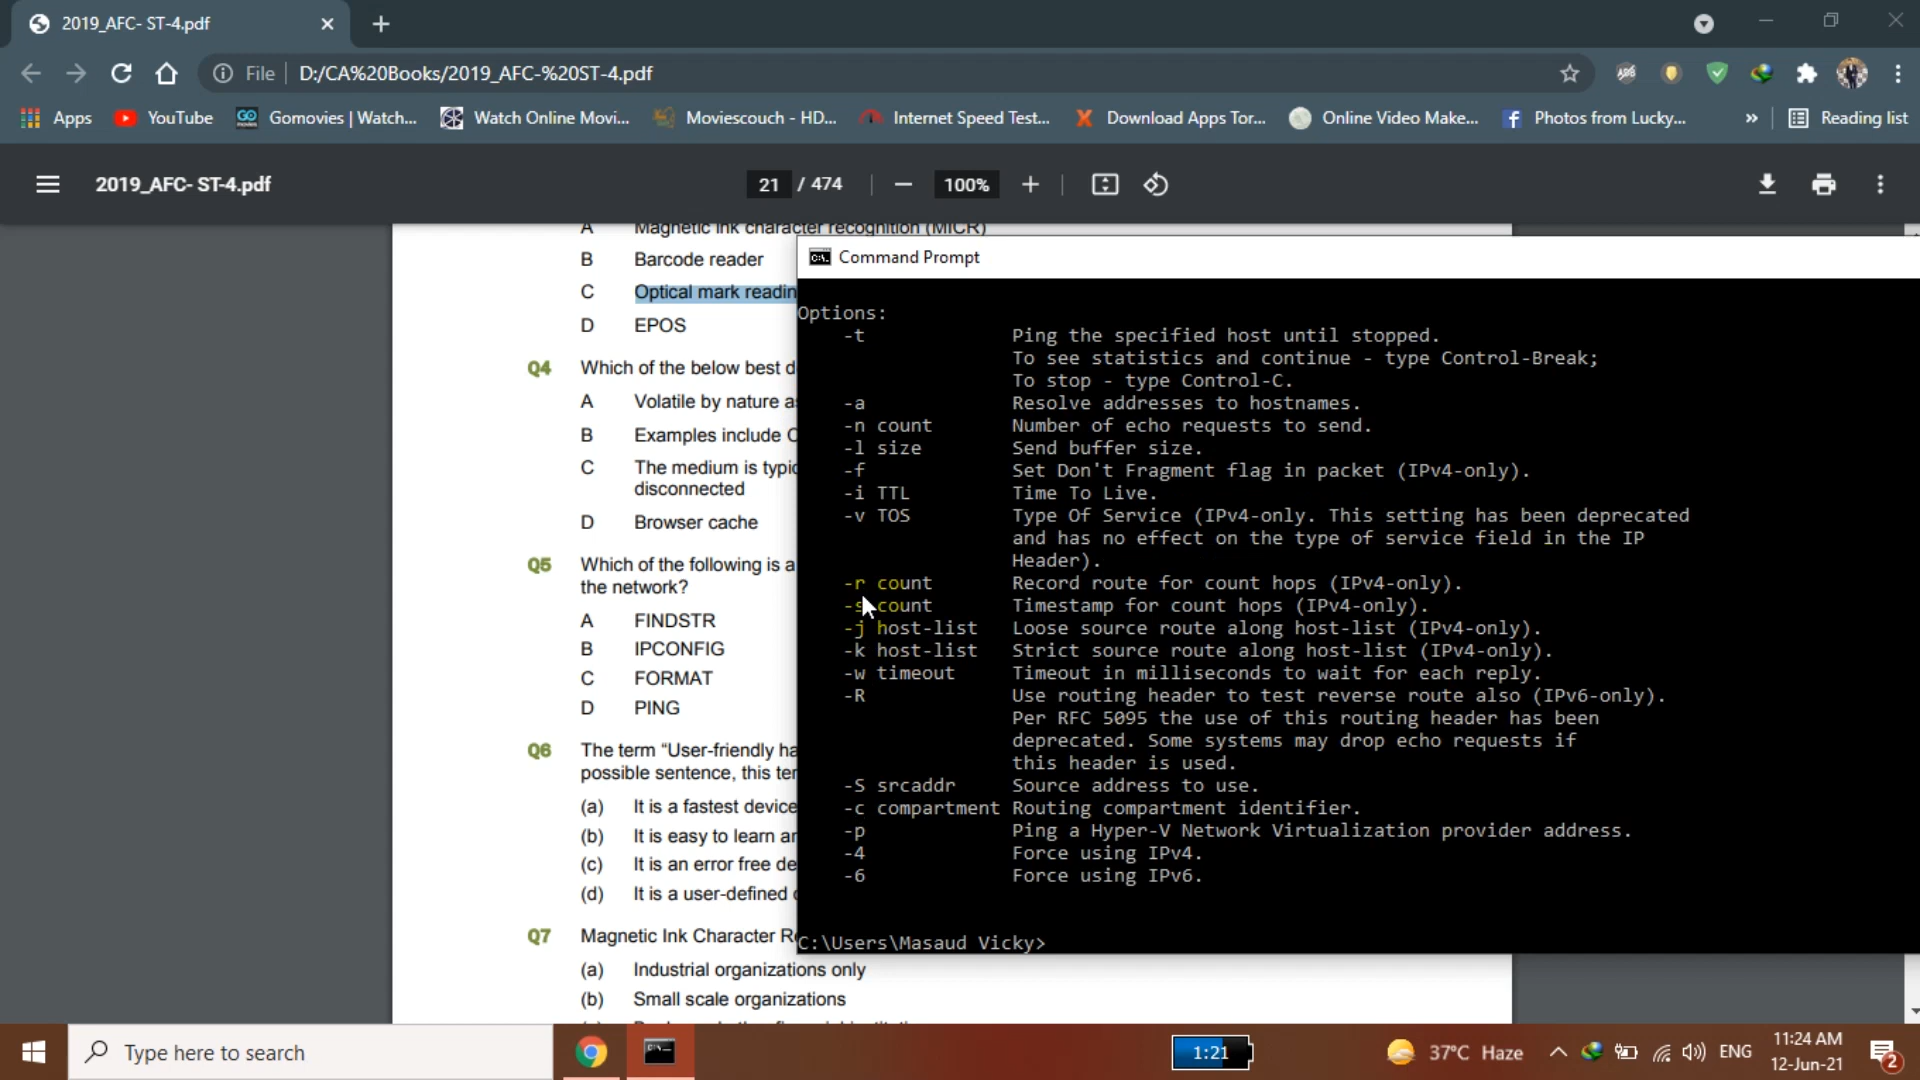 2019_AFC- ST-4.pdf
File D:/CA%20Books/2019_AFC-%20ST-4.pdf
Apps YouTube Gomovies | Watch... Watch Online Movi... Moviescouch - HD... Internet Speed Test... Download Apps Tor... Online Video Make... Photos from Lucky... » Reading list
2019_AFC- ST-4.pdf 21 / 474 100%
A Magnetic ink character recognition (MICR)
B Barcode reader
C Optical mark readin
D EPOS
Q4 Which of the below best d
A Volatile by nature a
B Examples include C
C The medium is typic
disconnected
D Browser cache
Q5 Which of the following is a
the network?
A FINDSTR
B IPCONFIG
C FORMAT
D PING
Q6 The term “User-friendly ha
possible sentence, this ter
(a) It is a fastest device
(b) It is easy to learn an
(c) It is an error free de
(d) It is a user-defined
Q7 Magnetic Ink Character R
(a) Industrial organizations only
(b) Small scale organizations
Command Prompt
Options:
-t Ping the specified host until stopped.
To see statistics and continue - type Control-Break;
To stop - type Control-C.
-a Resolve addresses to hostnames.
-n count Number of echo requests to send.
-l size Send buffer size.
-f Set Don't Fragment flag in packet (IPv4-only).
-i TTL Time To Live.
-v TOS Type Of Service (IPv4-only. This setting has been deprecated
and has no effect on the type of service field in the IP
Header).
-r count Record route for count hops (IPv4-only).
-s count Timestamp for count hops (IPv4-only).
-j host-list Loose source route along host-list (IPv4-only).
-k host-list Strict source route along host-list (IPv4-only).
-w timeout Timeout in milliseconds to wait for each reply.
-R Use routing header to test reverse route also (IPv6-only).
Per RFC 5095 the use of this routing header has been
deprecated. Some systems may drop echo requests if
this header is used.
-S srcaddr Source address to use.
-c compartment Routing compartment identifier.
-p Ping a Hyper-V Network Virtualization provider address.
-4 Force using IPv4.
-6 Force using IPv6.
C:\Users\Masaud Vicky>
Type here to search
1:21
37°C Haze
ENG
11:24 AM
12-Jun-21
2